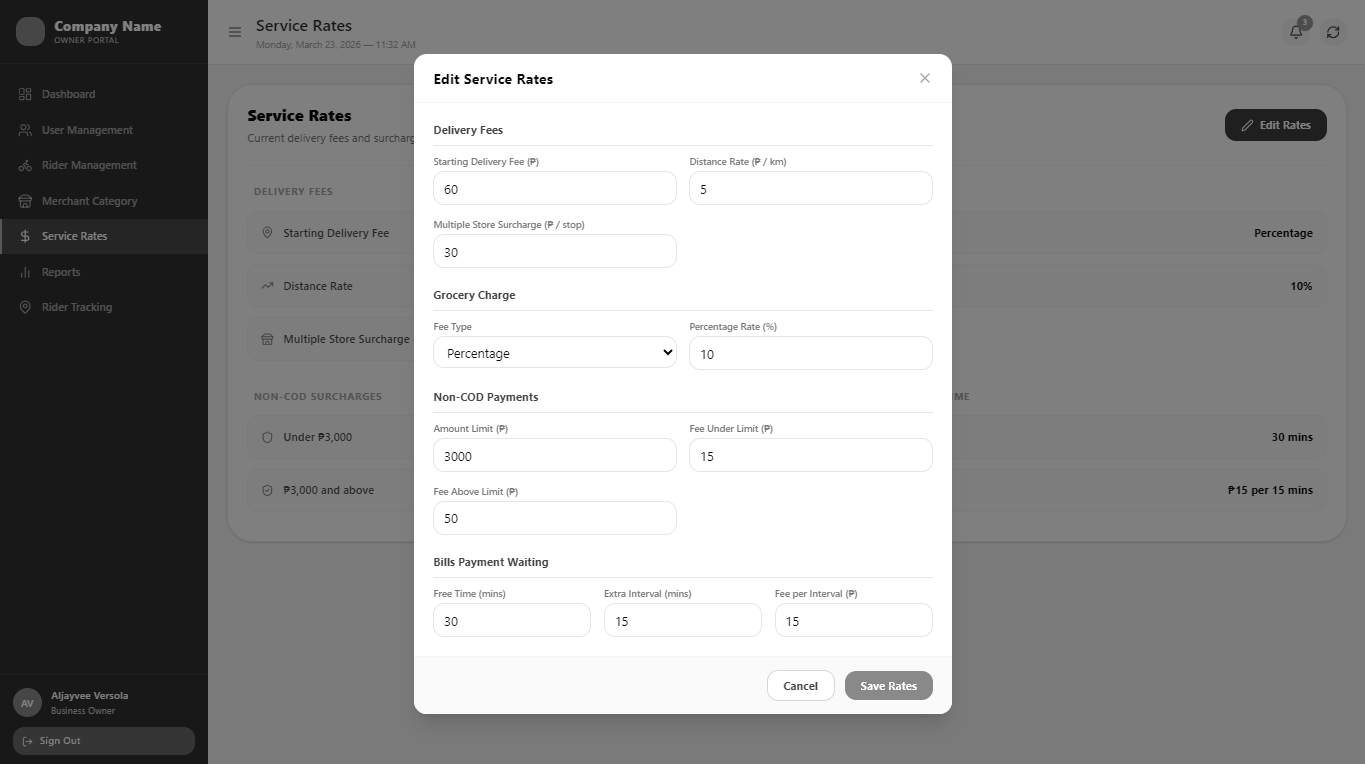 Company Name
OWNER PORTAL
Dashboard
User Management
Rider Management
Merchant Category
Service Rates
Reports
Rider Tracking
AV
Aljayvee Versola
Business Owner
Sign Out
Service Rates
Monday, March 23, 2026 — 11:32 AM
3
Service Rates
Current delivery fees and surcharg
Edit Rates
DELIVERY FEES
Starting Delivery Fee
Percentage
Distance Rate
10%
Multiple Store Surcharge
NON-COD SURCHARGES
IME
Under ₱3,000
30 mins
₱3,000 and above
₱15 per 15 mins
Edit Service Rates
Delivery Fees
Starting Delivery Fee (₱)
Distance Rate (₱ / km)
60
5
Multiple Store Surcharge (₱ / stop)
30
Grocery Charge
Fee Type
Percentage Rate (%)
Percentage
10
Non-COD Payments
Amount Limit (₱)
Fee Under Limit (₱)
3000
15
Fee Above Limit (₱)
50
Bills Payment Waiting
Free Time (mins)
Extra Interval (mins)
Fee per Interval (₱)
30
15
15
Cancel
Save Rates